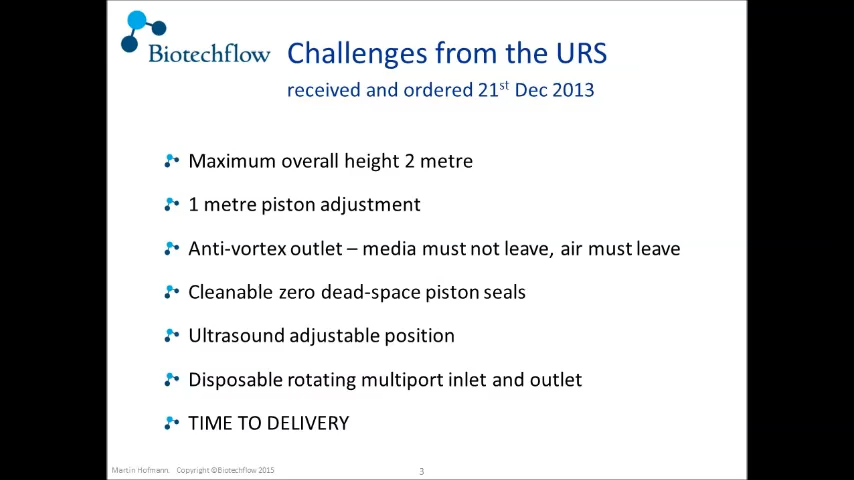 Biotechflow
Challenges from the URS
received and ordered 21st Dec 2013
Maximum overall height 2 metre
1 metre piston adjustment
Anti-vortex outlet – media must not leave, air must leave
Cleanable zero dead-space piston seals
Ultrasound adjustable position
Disposable rotating multiport inlet and outlet
TIME TO DELIVERY
Martin Hofmann. Copyright ©Biotechflow 2015
3